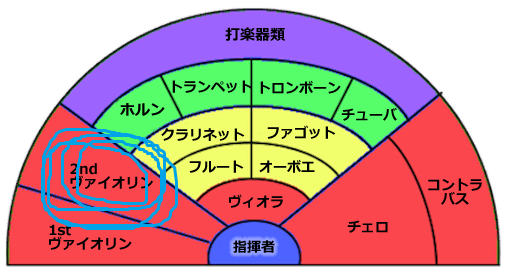 打楽器類
トランペット
トロンボーン
ホルン
チューバ
クラリネット
ファゴット
フルート
オーボエ
2nd
ヴァイオリン
ヴィオラ
コントラ
バス
1st
ヴァイオリン
チェロ
指揮者